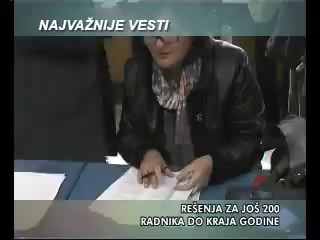 NAJVAŽNIJE VESTI
REŠENJA ZA JOŠ 200
RADNIKA DO KRAJA GODINE